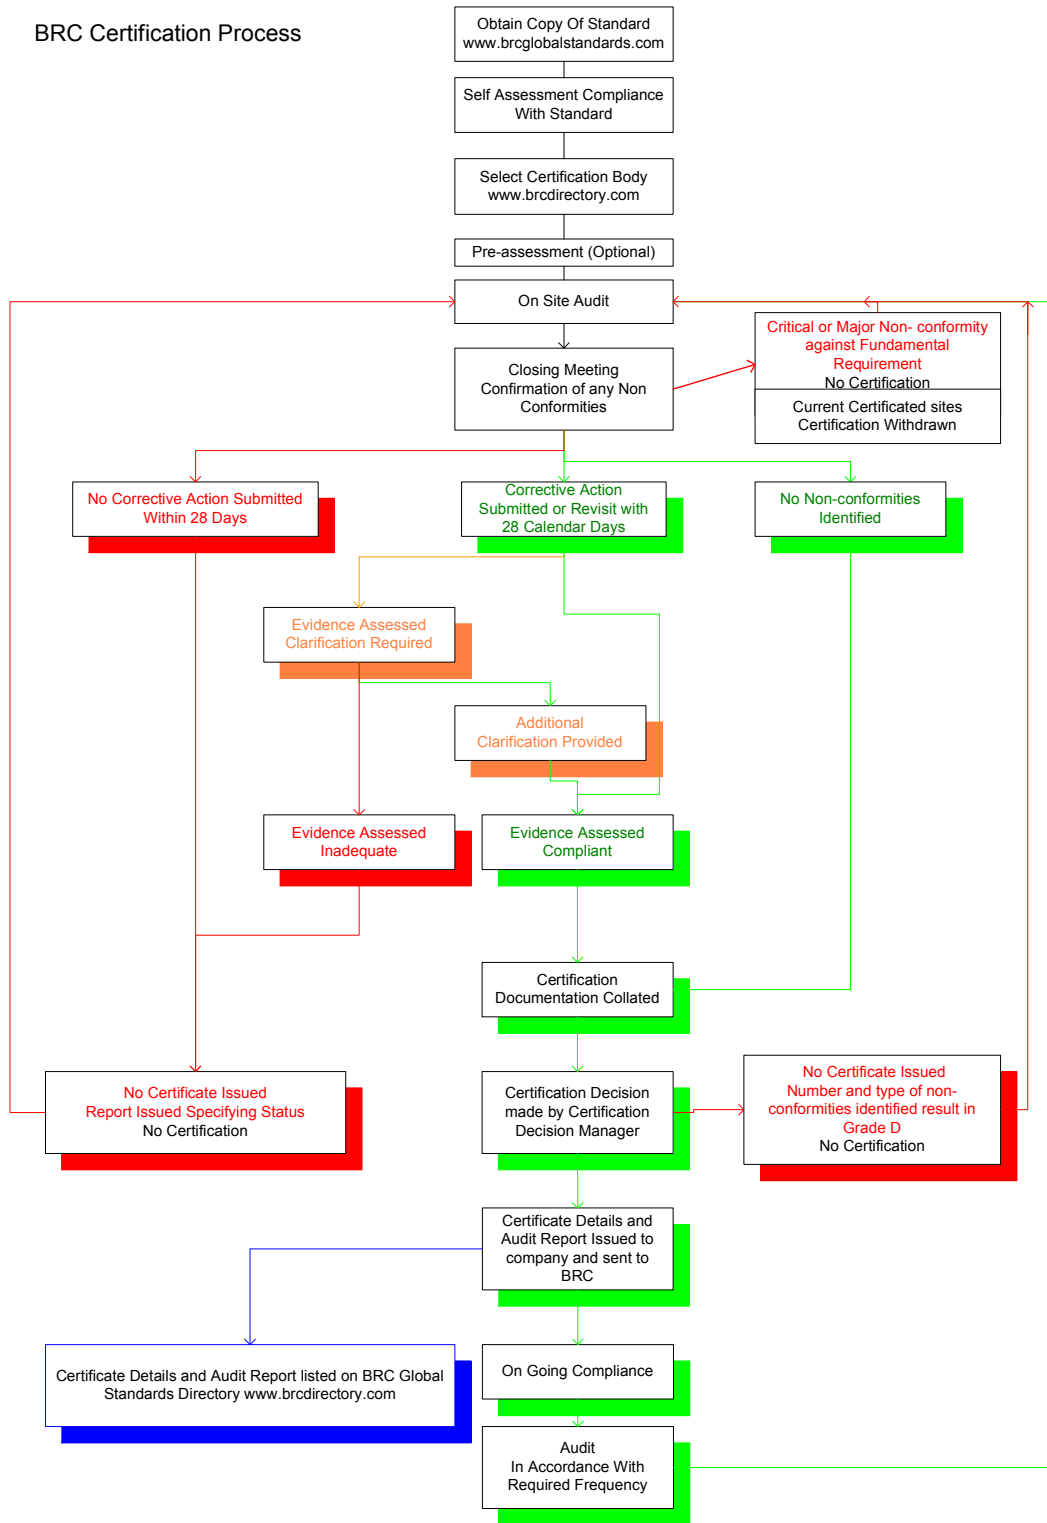 BRC Certification Process
Obtain Copy Of Standard
www.brcglobalstandards.com
Self Assessment Compliance
With Standard
Select Certification Body
www.brcdirectory.com
Pre-assessment (Optional)
On Site Audit
Closing Meeting
Confirmation of any Non
Conformities
Critical or Major Non- conformity
against Fundamental
Requirement
No Certification
Current Certificated sites
Certification Withdrawn
No Corrective Action Submitted
Within 28 Days
Corrective Action
Submitted or Revisit with
28 Calendar Days
No Non-conformities
Identified
Evidence Assessed
Clarification Required
Additional
Clarification Provided
Evidence Assessed
Inadequate
Evidence Assessed
Compliant
Certification
Documentation Collated
No Certificate Issued
Report Issued Specifying Status
No Certification
Certification Decision
made by Certification
Decision Manager
No Certificate Issued
Number and type of non-
conformities identified result in
Grade D
No Certification
Certificate Details and
Audit Report Issued to
company and sent to
BRC
Certificate Details and Audit Report listed on BRC Global
Standards Directory www.brcdirectory.com
On Going Compliance
Audit
In Accordance With
Required Frequency